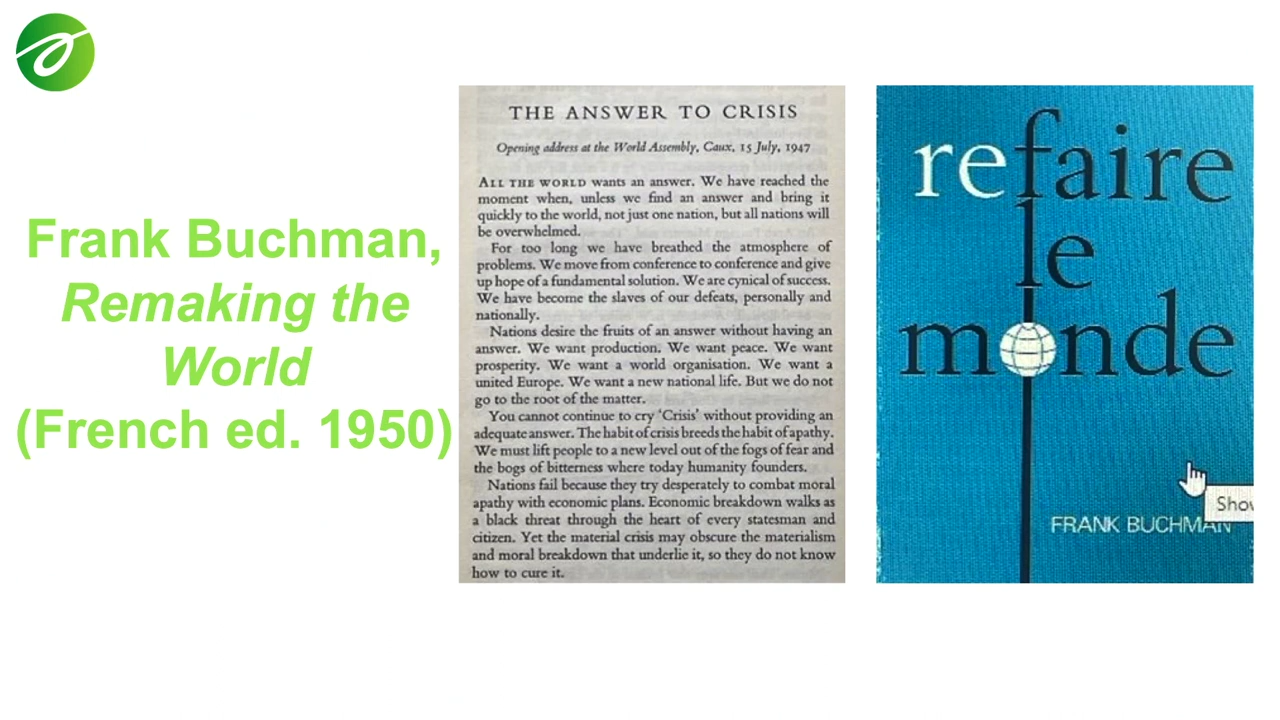 Frank Buchman,
Remaking the
World
(French ed. 1950)
THE ANSWER TO CRISIS
Opening address at the World Assembly, Caux, 15 July, 1947
ALL THE WORLD wants an answer. We have reached the
moment when, unless we find an answer and bring it
quickly to the world, not just one nation, but all nations will
be overwhelmed.
For too long we have breathed the atmosphere of
problems. We move from conference to conference and give
up hope of a fundamental solution. We are cynical of success.
We have become the slaves of our defeats, personally and
nationally.
Nations desire the fruits of an answer without having an
answer. We want production. We want peace. We want
prosperity. We want a world organisation. We want a
united Europe. We want a new national life. But we do not
go to the root of the matter.
You cannot continue to cry ‘Crisis’ without providing an
adequate answer. The habit of crisis breeds the habit of apathy.
We must lift people to a new level out of the fogs of fear and
the bogs of bitterness where today humanity founders.
Nations fail because they try desperately to combat moral
apathy with economic plans. Economic breakdown walks as
a black threat through the heart of every statesman and
citizen. Yet the material crisis may obscure the materialism
and moral breakdown that underlie it, so they do not know
how to cure it.
refaire
le
monde
Show
FRANK BUCHMAN